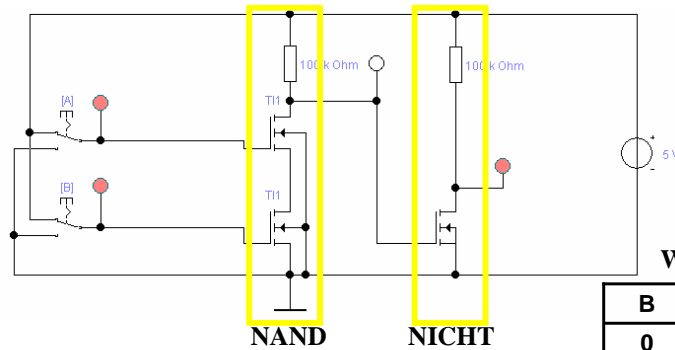 100 k Ohm
100 k Ohm
[A]
TI1
+
5 V
-
[B]
TI1
W
B
0
NAND
NICHT